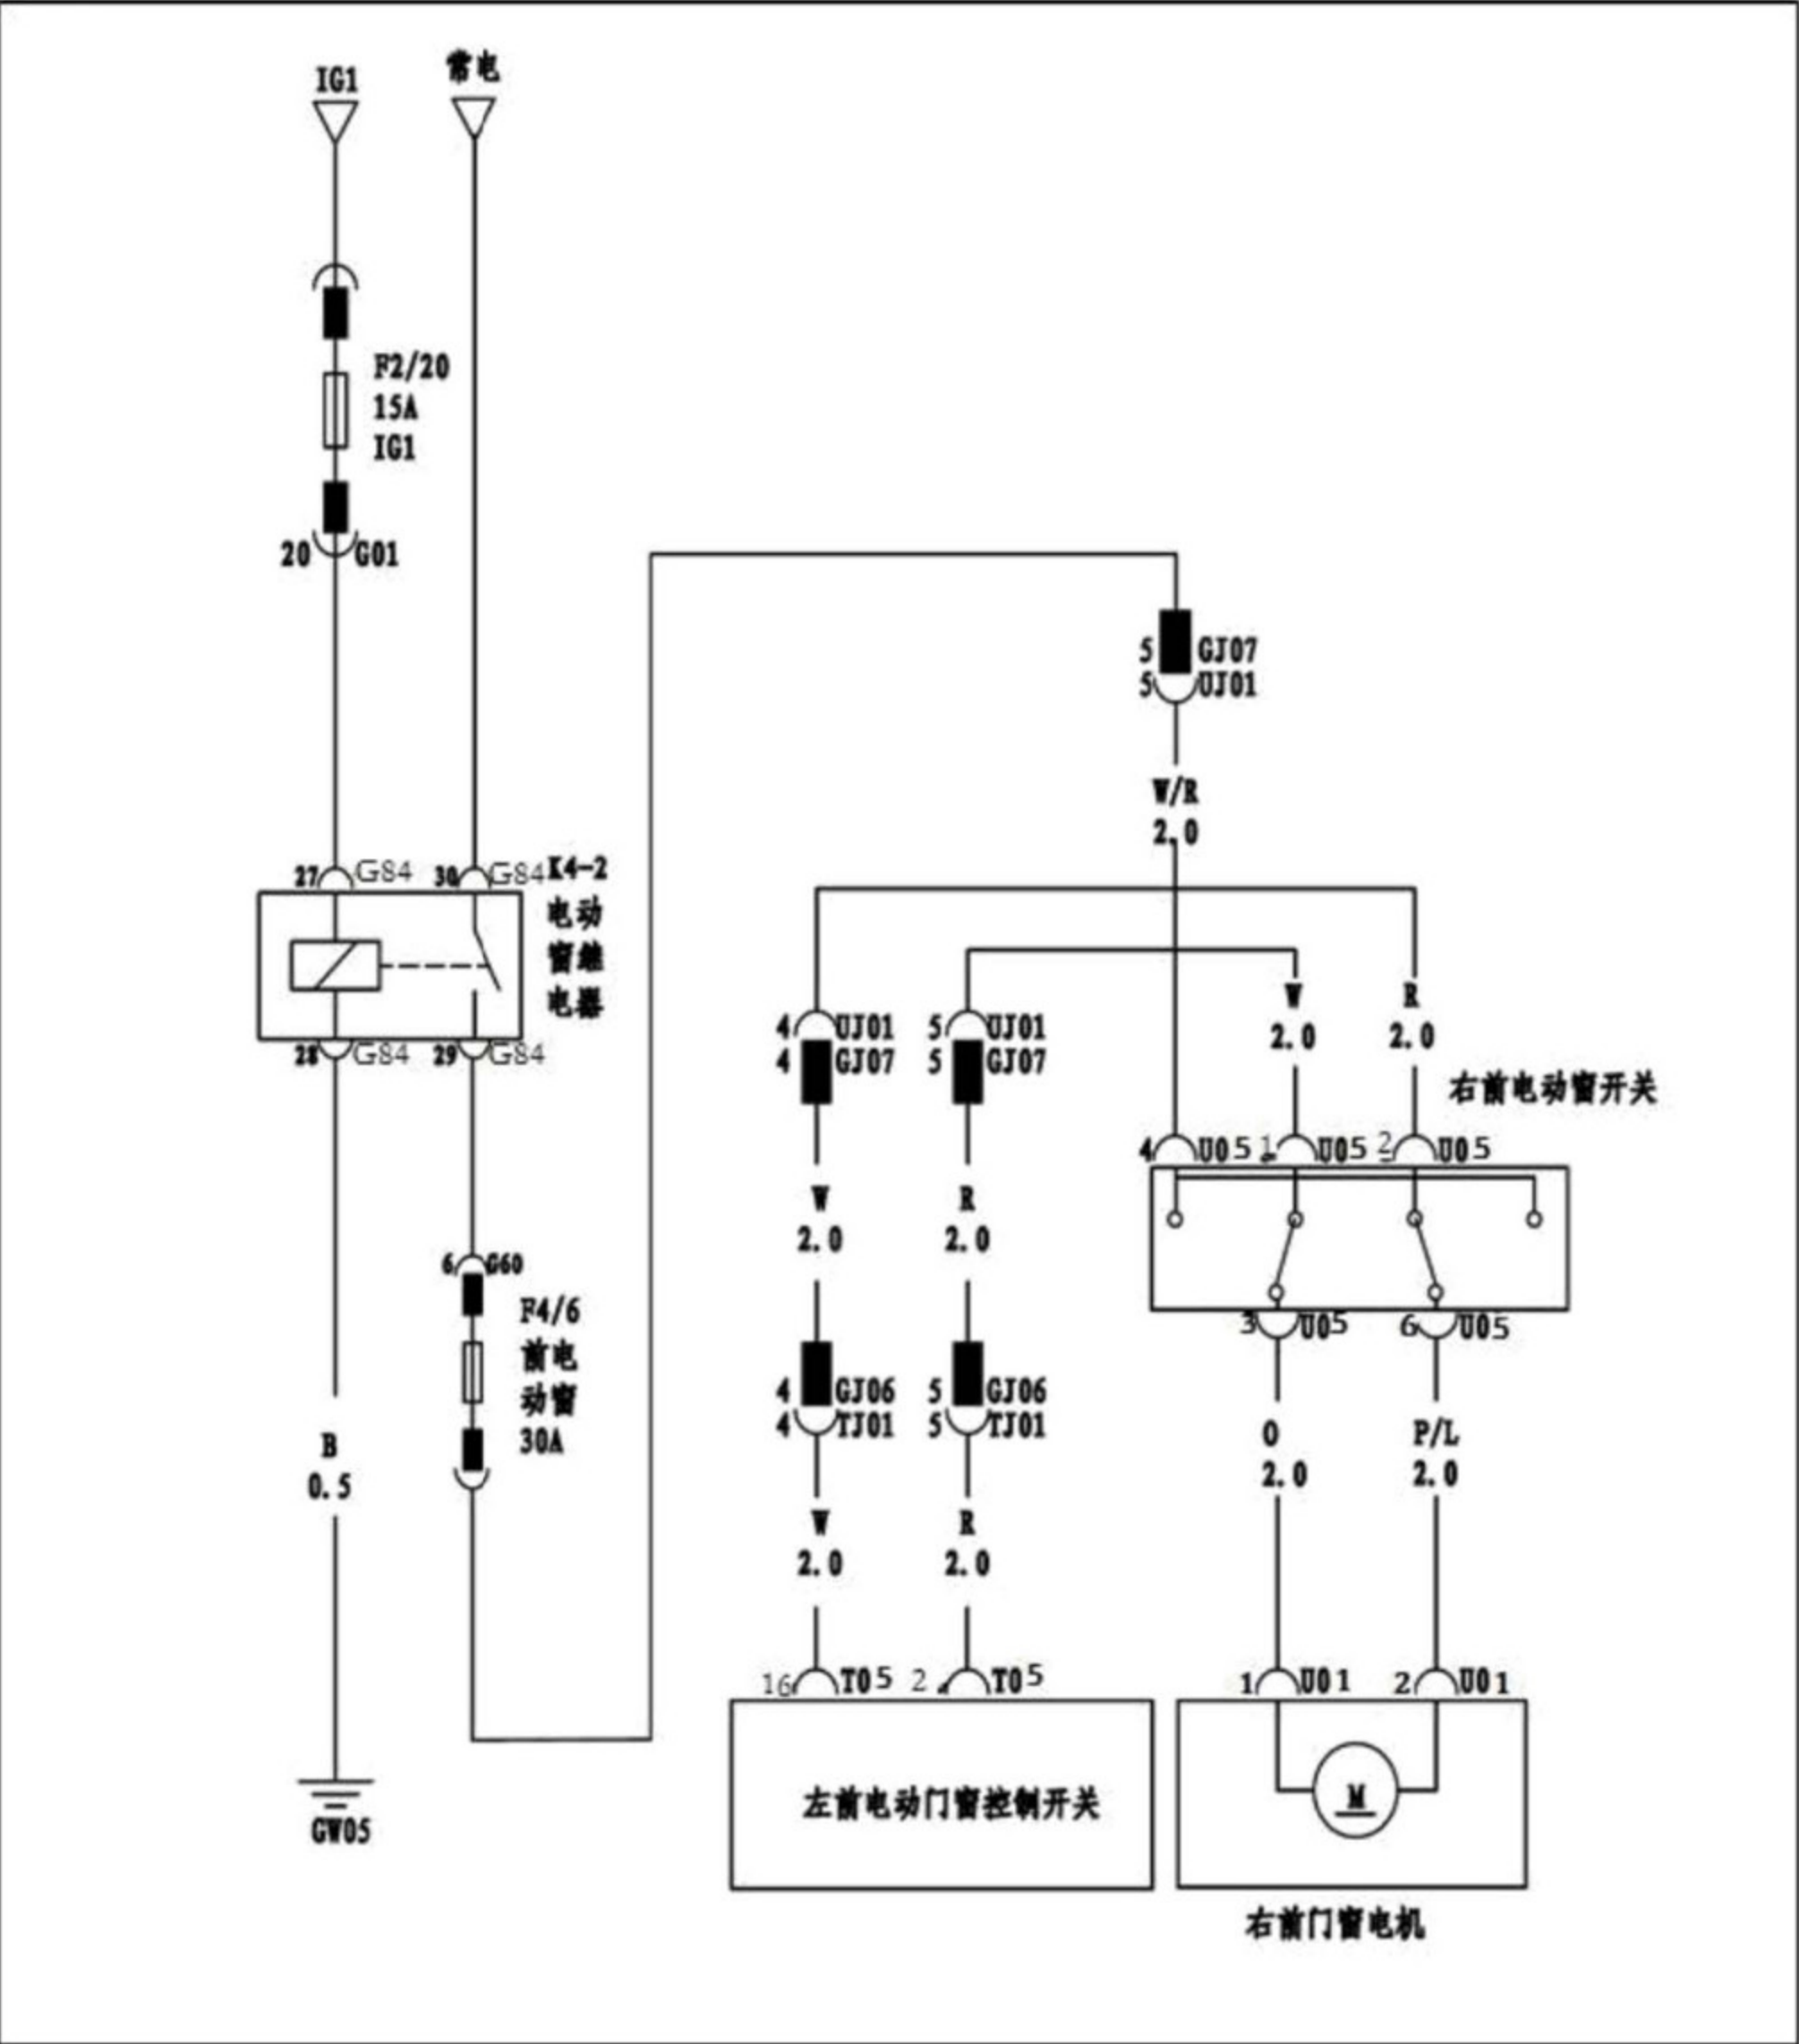 IG1
常电
F2/20
15A
IG1
20 G01
5 GJ07
5 UJ01
W/R
2.0
27 G84 30 G84 K4-2
电动
窗继
电器
28 G84 29 G84
4 UJ01 5 UJ01
4 GJ07 5 GJ07
W R
2.0 2.0
右前电动窗开关
4 U05 1 U05 2 U05
W R
2.0 2.0
6 G60
F4/6
前电
动窗
30A
3 U05 6 U05
4 GJ06 5 GJ06
4 TJ01 5 TJ01
O P/L
2.0 2.0
B
0.5
W R
2.0 2.0
16 T05 2 T05
1 U01 2 U01
左前电动门窗控制开关
M
GW05
右前门窗电机